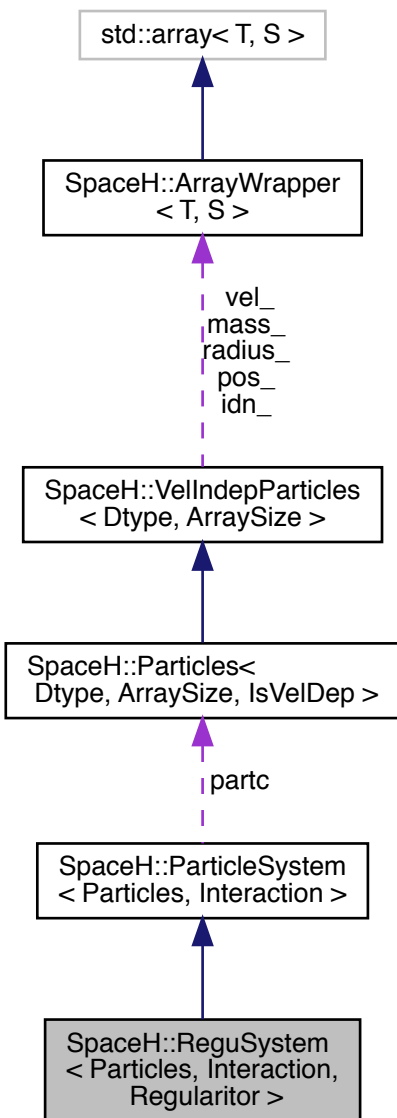 std::array< T, S >
SpaceH::ArrayWrapper
< T, S >
vel_
mass_
radius_
pos_
idn_
SpaceH::VelIndepParticles
< Dtype, ArraySize >
SpaceH::Particles<
Dtype, ArraySize, IsVelDep >
partc
SpaceH::ParticleSystem
< Particles, Interaction >
SpaceH::ReguSystem
< Particles, Interaction,
Regularitor >